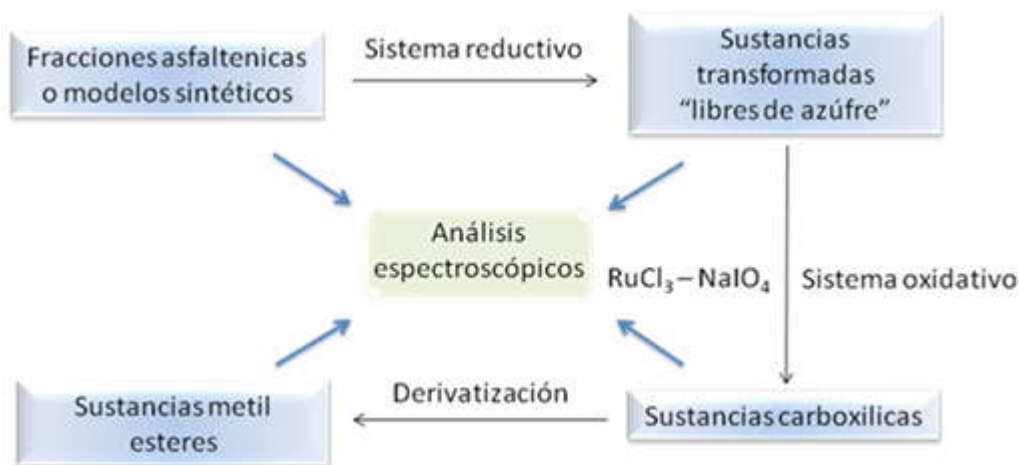 Fracciones asfaltenicas
o modelos sintéticos
Sistema reductivo
Sustancias
transformadas
“libres de azúfre”
Análisis
espectroscópicos
RuCl₃ – NaIO₄
Sistema oxidativo
Sustancias metil
esteres
Derivatización
Sustancias carboxilicas